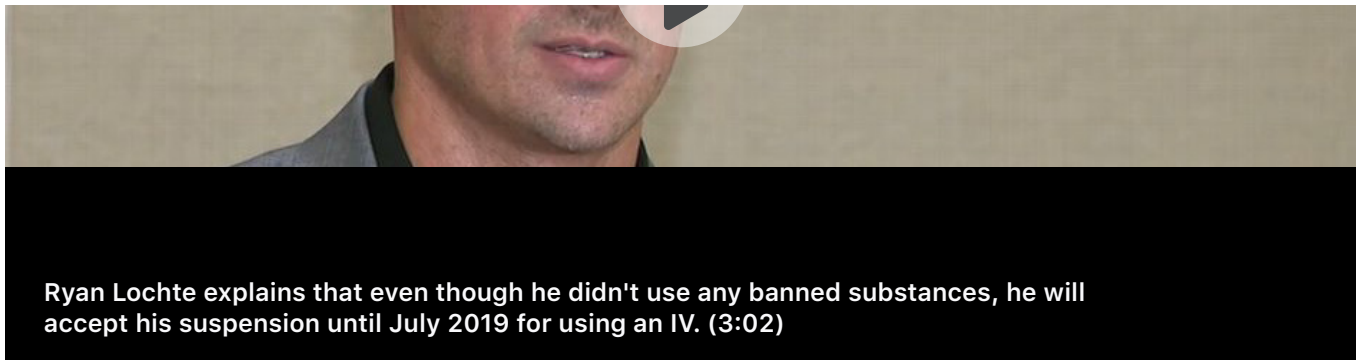 Ryan Lochte explains that even though he didn't use any banned substances, he will
accept his suspension until July 2019 for using an IV. (3:02)